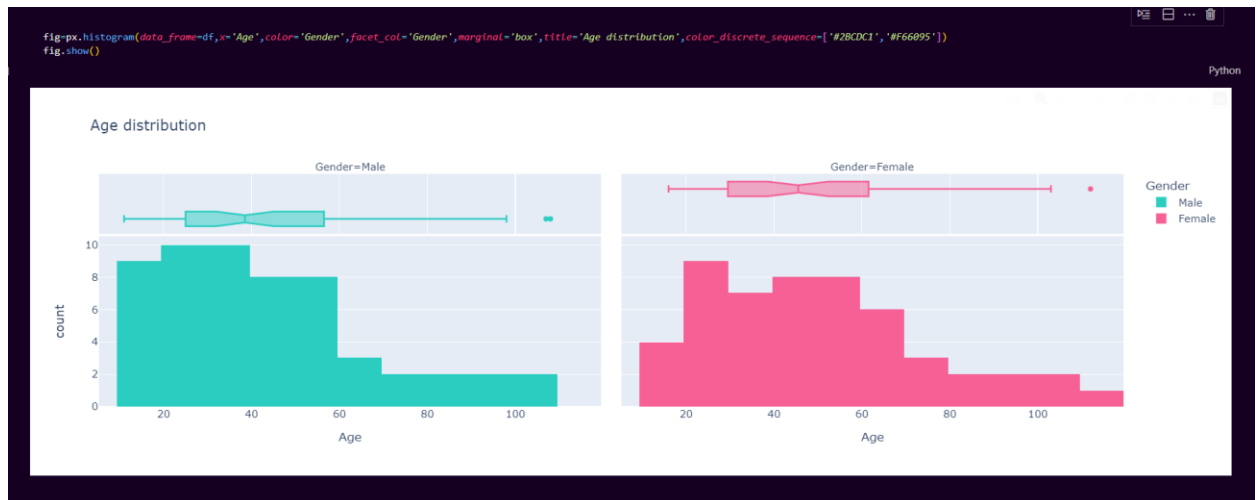 fig=px.histogram(data_frame=df,x='Age',color='Gender',facet_col='Gender',marginal='box',title='Age distribution',color_discrete_sequence=['#2BCDC1','#F66095'])
fig.show()
Python
Age distribution
Gender=Male
Gender=Female
Gender
Male
Female
10
8
6
4
2
0
count
20
40
60
80
100
20
40
60
80
100
Age
Age